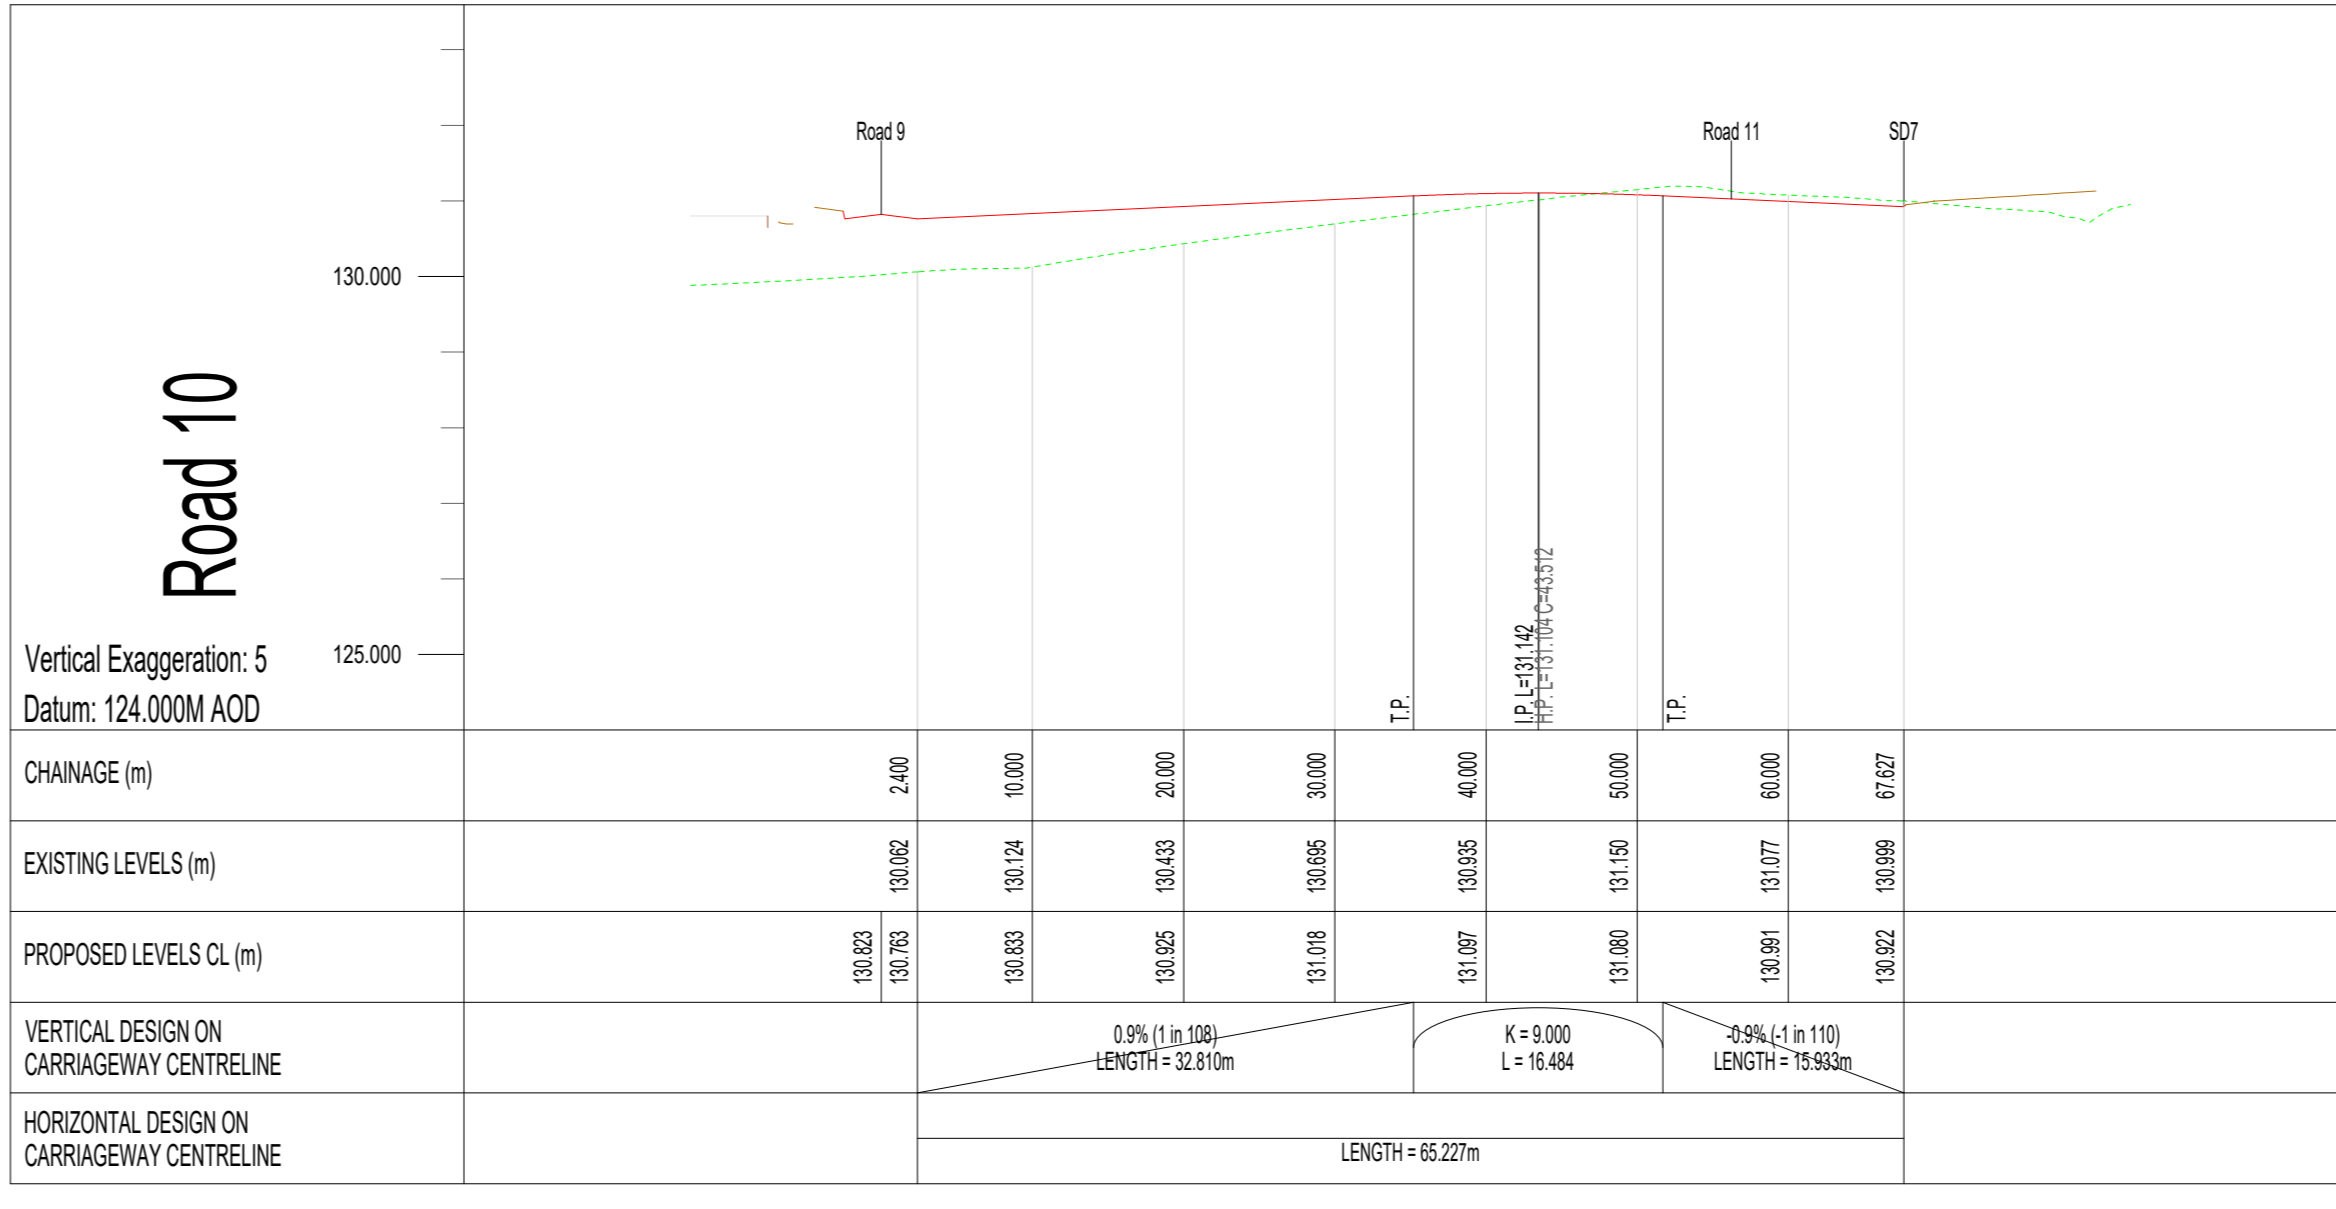 Road 9
Road 11
SD7
130.000
Road 10
125.000
Vertical Exaggeration: 5
Datum: 124.000M AOD
T.P.
I.P. L=131.142
H.P. L=131.104 C=43.512
T.P.
CHAINAGE (m)
2.400
10.000
20.000
30.000
40.000
50.000
60.000
67.627
EXISTING LEVELS (m)
130.062
130.124
130.433
130.695
130.935
131.150
131.077
130.999
PROPOSED LEVELS CL (m)
130.823
130.763
130.833
130.925
131.018
131.097
131.080
130.991
130.922
VERTICAL DESIGN ON
CARRIAGEWAY CENTRELINE
0.9% (1 in 108)
LENGTH = 32.810m
K = 9.000
L = 16.484
-0.9% (-1 in 110)
LENGTH = 15.933m
HORIZONTAL DESIGN ON
CARRIAGEWAY CENTRELINE
LENGTH = 65.227m